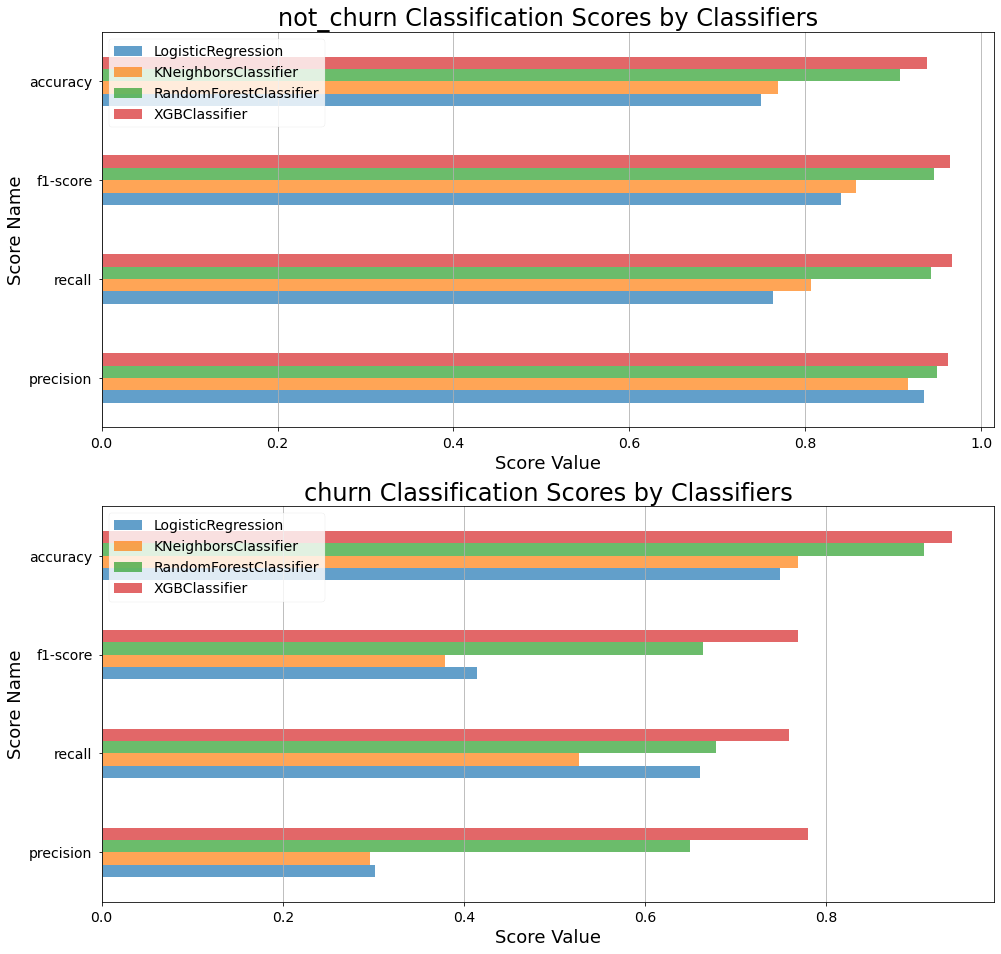 not_churn Classification Scores by Classifiers
LogisticRegression
KNeighborsClassifier
RandomForestClassifier
XGBClassifier
accuracy
f1-score
recall
precision
Score Name
0.0 0.2 0.4 0.6 0.8 1.0
Score Value
churn Classification Scores by Classifiers
LogisticRegression
KNeighborsClassifier
RandomForestClassifier
XGBClassifier
accuracy
f1-score
recall
precision
Score Name
0.0 0.2 0.4 0.6 0.8
Score Value